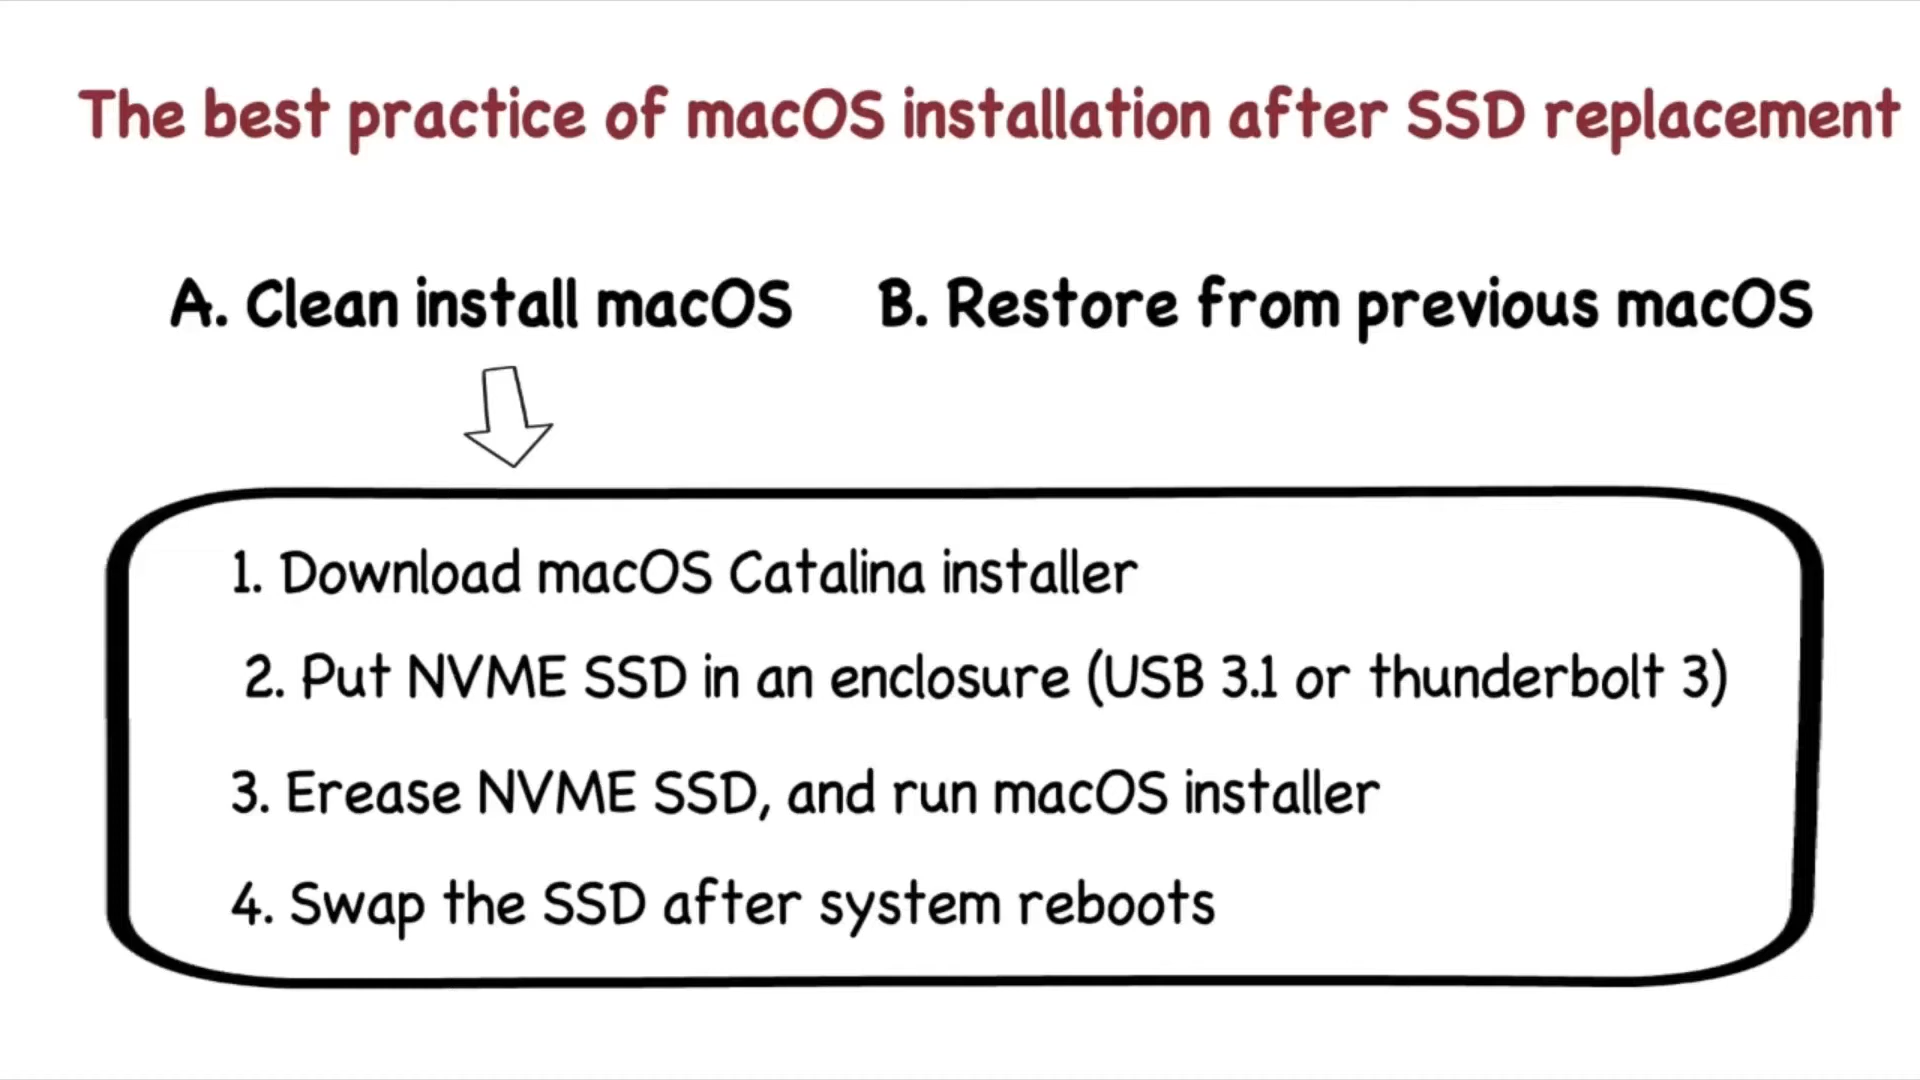 The best practice of macOS installation after SSD replacement
A. Clean install macOS
B. Restore from previous macOS
1. Download macOS Catalina installer
2. Put NVME SSD in an enclosure (USB 3.1 or thunderbolt 3)
3. Erease NVME SSD, and run macOS installer
4. Swap the SSD after system reboots